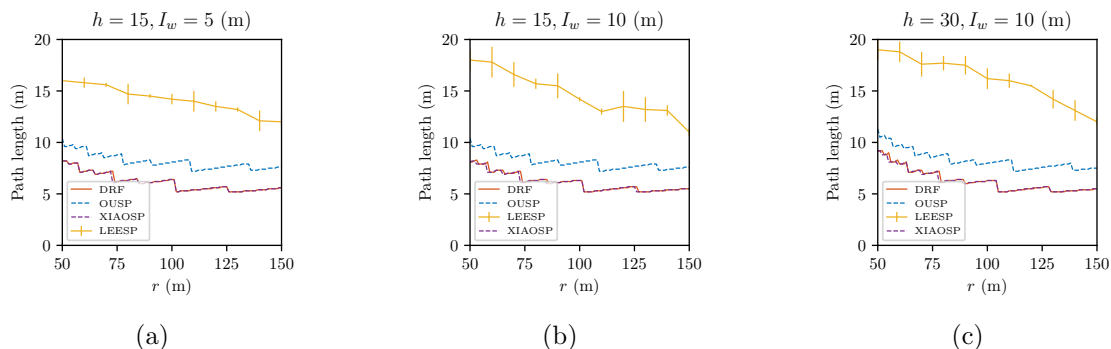 h = 15, I_w = 5 (m)
Path length (m)
20
15
10
5
0
DRF
OUSP
XIAOSP
LEESP
50 75 100 125 150
r (m)
(a)
h = 15, I_w = 10 (m)
Path length (m)
20
15
10
5
0
DRF
OUSP
LEESP
XIAOSP
50 75 100 125 150
r (m)
(b)
h = 30, I_w = 10 (m)
Path length (m)
20
15
10
5
0
DRF
OUSP
LEESP
XIAOSP
50 75 100 125 150
r (m)
(c)